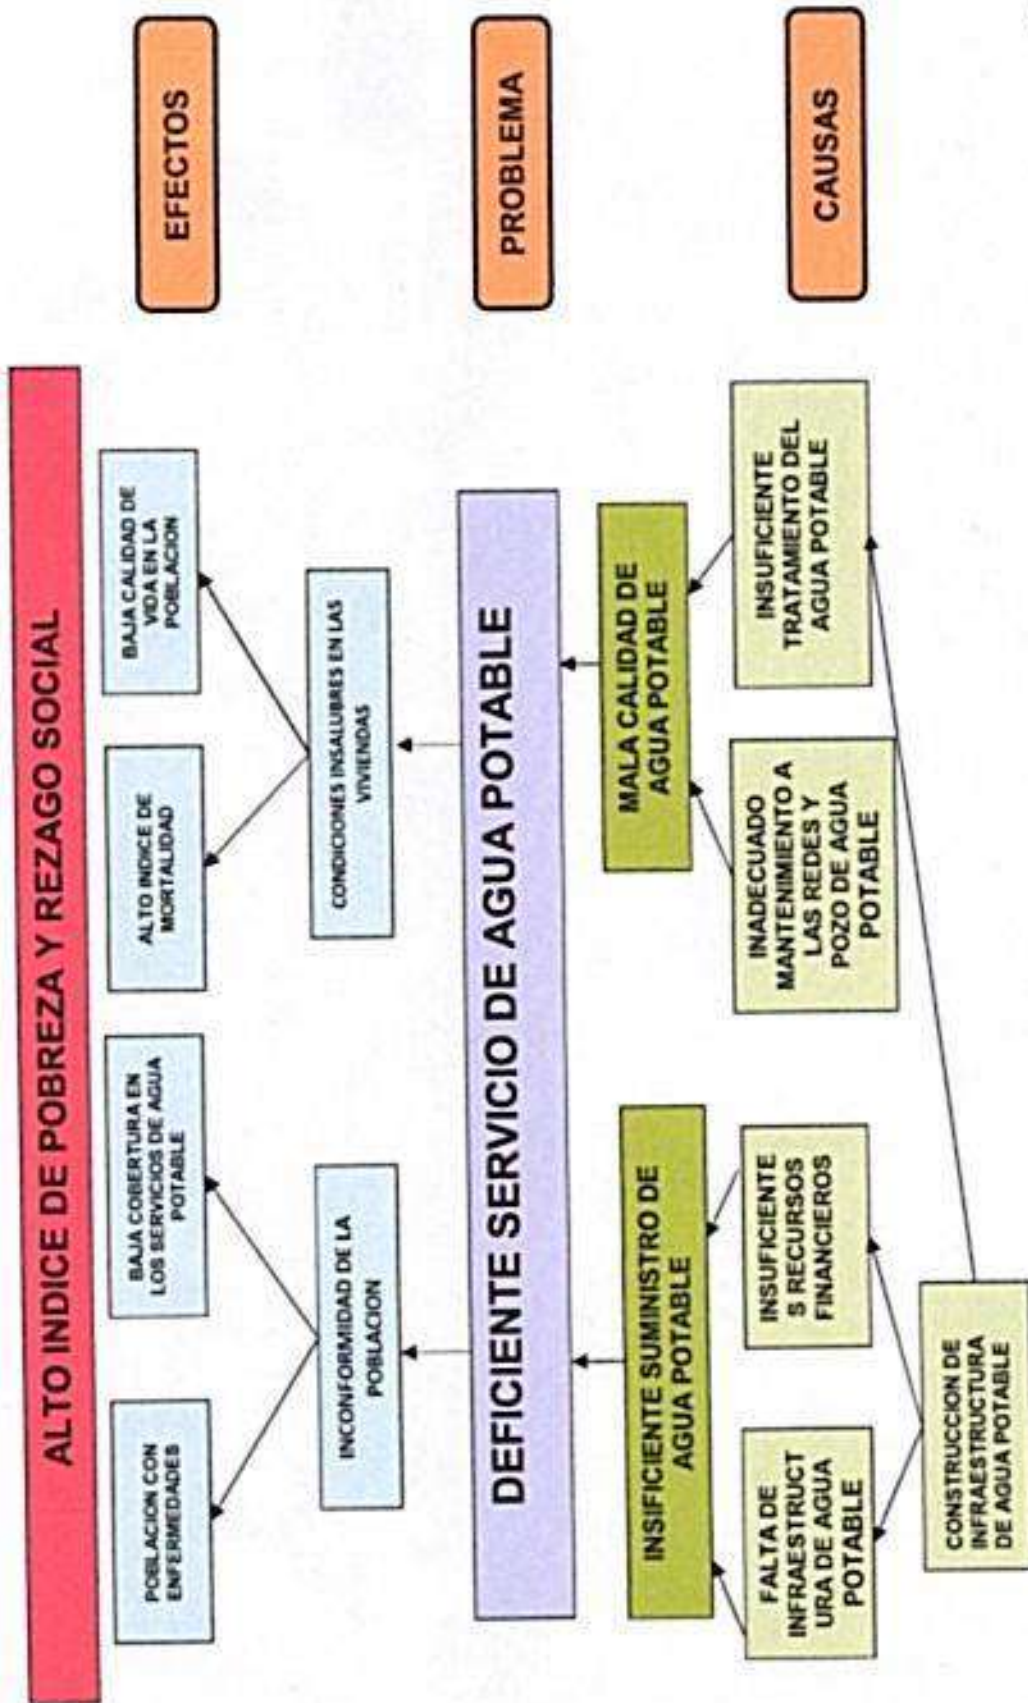 ALTO INDICE DE POBREZA Y REZAGO SOCIAL
POBLACION CON
ENFERMEDADES
BAJA COBERTURA EN
LOS SERVICIOS DE AGUA
POTABLE
ALTO INDICE DE
MORTALIDAD
BAJA CALIDAD DE
VIDA EN LA
POBLACION
EFECTOS
INCONFORMIDAD DE LA
POBLACION
CONDICIONES INSALUBRES EN LAS
VIVIENDAS
DEFICIENTE SERVICIO DE AGUA POTABLE
PROBLEMA
INSIFICIENTE SUMINISTRO DE
AGUA POTABLE
MALA CALIDAD DE
AGUA POTABLE
FALTA DE
INFRAESTRUCT
URA DE AGUA
POTABLE
INSUFICIENTE
S RECURSOS
FINANCIEROS
INADECUADO
MANTENIMIENTO A
LAS REDES Y
POZO DE AGUA
POTABLE
INSUFICIENTE
TRATAMIENTO DEL
AGUA POTABLE
CAUSAS
CONSTRUCCION DE
INFRAESTRUCTURA
DE AGUA POTABLE